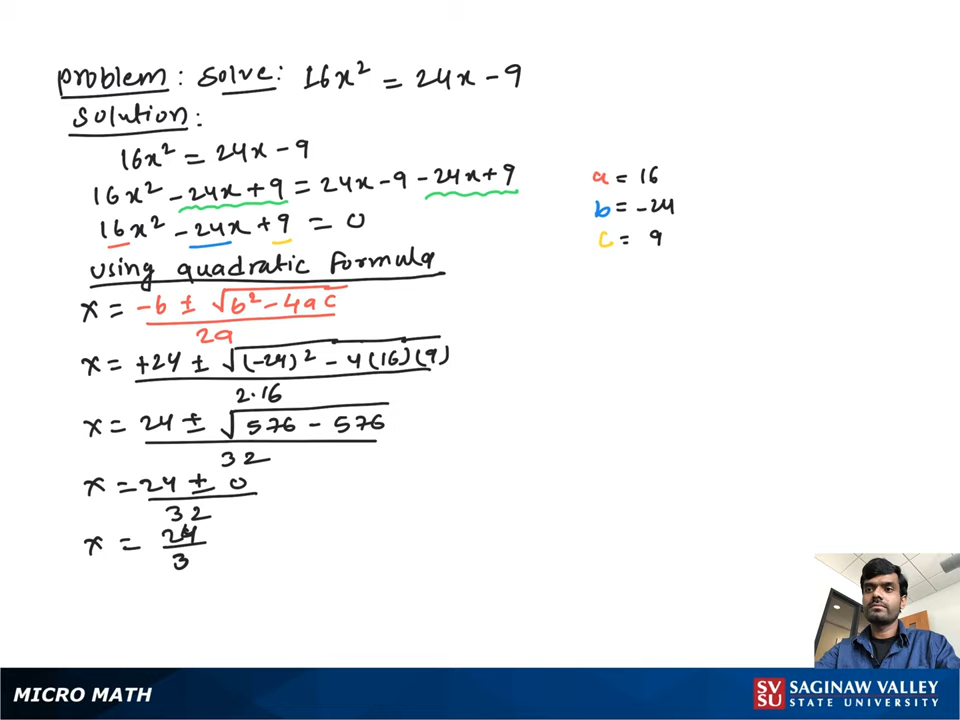 problem: solve: 16x² = 24x - 9
solution:
16x² = 24x - 9
16x² - 24x + 9 = 24x - 9 - 24x + 9
16x² - 24x + 9 = 0
a = 16
b = -24
c = 9
using quadratic formula
x = -b ± √b² - 4ac / 2a
x = +24 ± √(-24)² - 4(16)(9) / 2·16
x = 24 ± √576 - 576 / 32
x = 24 ± 0 / 32
x = 24 / 3
MICRO MATH
SV SU SAGINAW VALLEY STATE UNIVERSITY